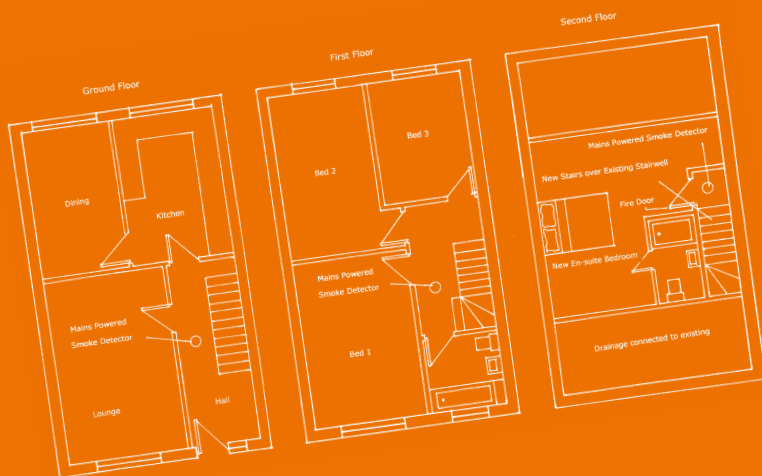 Ground Floor
Dining
Kitchen
Mains Powered
Smoke Detector
Lounge
Hall
First Floor
Bed 2
Bed 3
Mains Powered
Smoke Detector
Bed 1
Second Floor
Mains Powered Smoke Detector
New Stairs over Existing Stairwell
Fire Door
New En-suite Bedroom
Drainage connected to existing